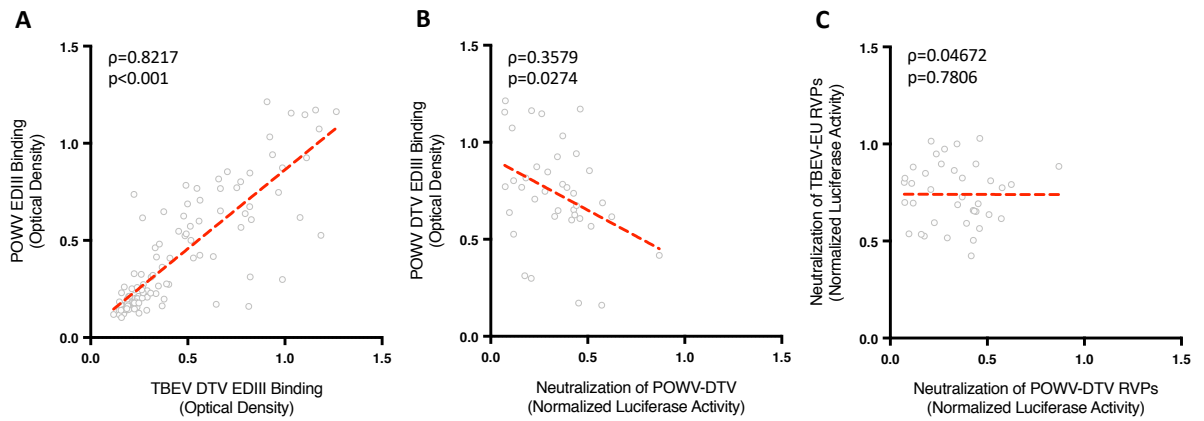 A
ρ=0.8217
p<0.001
POWV EDIII Binding
(Optical Density)
1.5
1.0
0.5
0.0
0.0 0.5 1.0 1.5
TBEV DTV EDIII Binding
(Optical Density)
B
ρ=0.3579
p=0.0274
POWV DTV EDIII Binding
(Optical Density)
1.5
1.0
0.5
0.0
0.0 0.5 1.0 1.5
Neutralization of POWV-DTV
(Normalized Luciferase Activity)
C
ρ=0.04672
p=0.7806
Neutralization of TBEV-EU RVPs
(Normalized Luciferase Activity)
1.5
1.0
0.5
0.0
0.0 0.5 1.0 1.5
Neutralization of POWV-DTV RVPs
(Normalized Luciferase Activity)